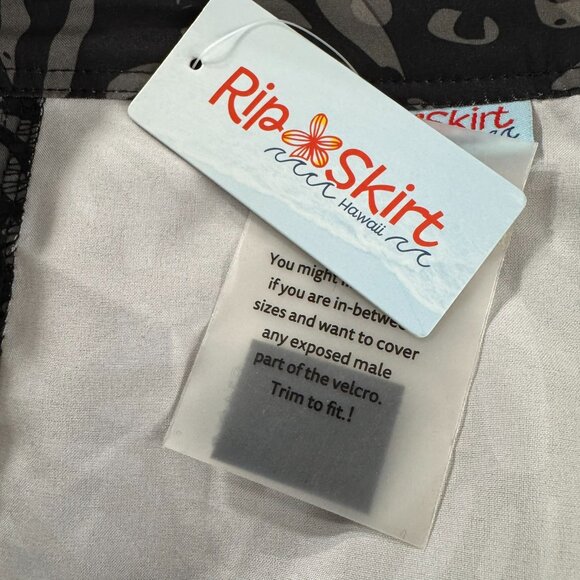 Rip Skirt
Hawaii
Skirt
You might
if you are in-between
sizes and want to cover
any exposed male
part of the velcro.
Trim to fit.!